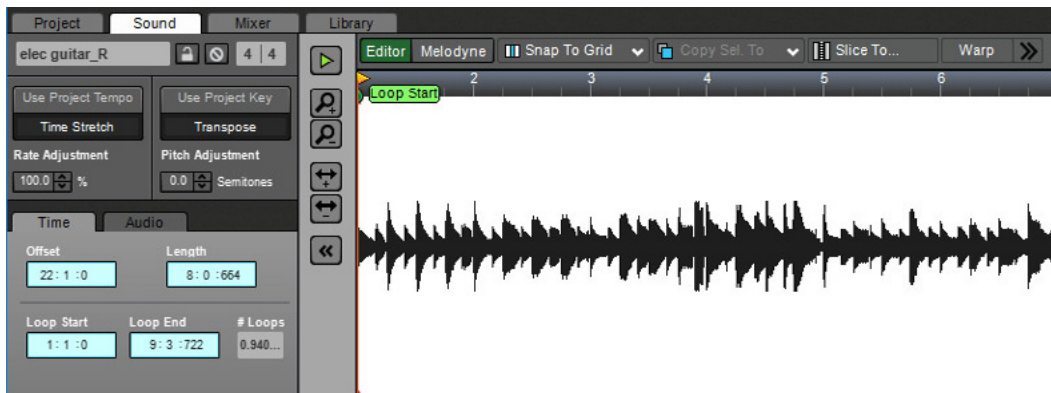 Project Sound Mixer Library
elec guitar_R 4 4
Editor Melodyne Snap To Grid Copy Sel. To Slice To... Warp
2 3 4 5 6
Loop Start
Use Project Tempo Use Project Key
Time Stretch Transpose
Rate Adjustment Pitch Adjustment
100.0 % 0.0 Semitones
Time Audio
Offset Length
22: 1 :0 8: 0 :664
Loop Start Loop End # Loops
1: 1 :0 9: 3 :722 0.940...